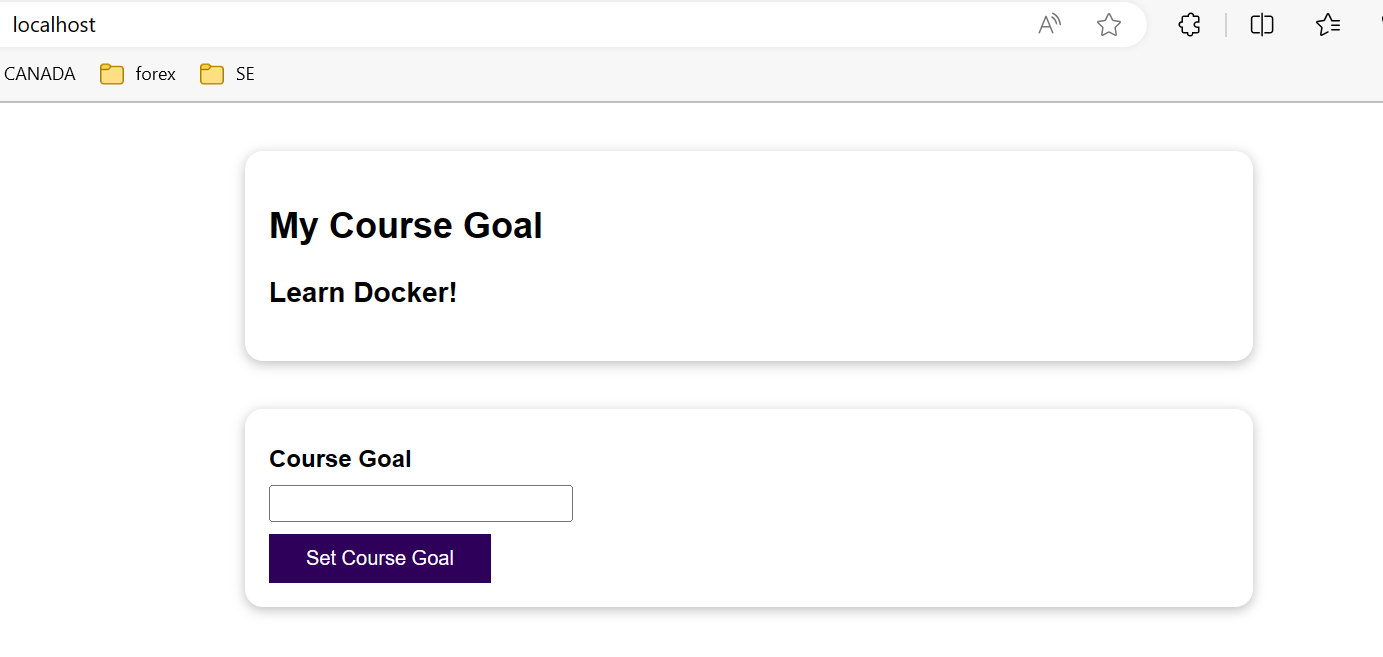 localhost
CANADA forex SE
My Course Goal
Learn Docker!
Course Goal
Set Course Goal